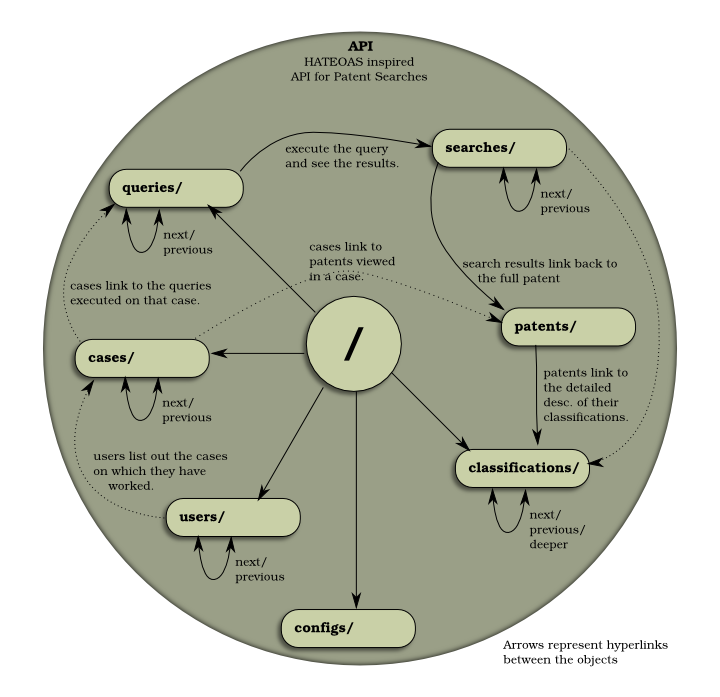 API
HATEOAS inspired
API for Patent Searches
execute the query
and see the results.
searches/
queries/
next/
previous
next/
previous
cases link to
patents viewed
in a case.
search results link back to
the full patent
cases link to the queries
executed on that case.
/
patents/
cases/
patents link to
the detailed
desc. of their
classifications.
next/
previous
users list out the cases
on which they have
worked.
classifications/
users/
next/
previous/
deeper
next/
previous
configs/
Arrows represent hyperlinks
between the objects